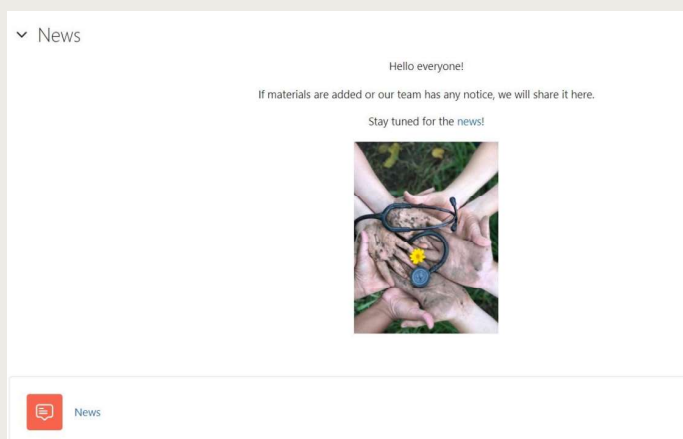 News
Hello everyone!
If materials are added or our team has any notice, we will share it here.
Stay tuned for the news!
News